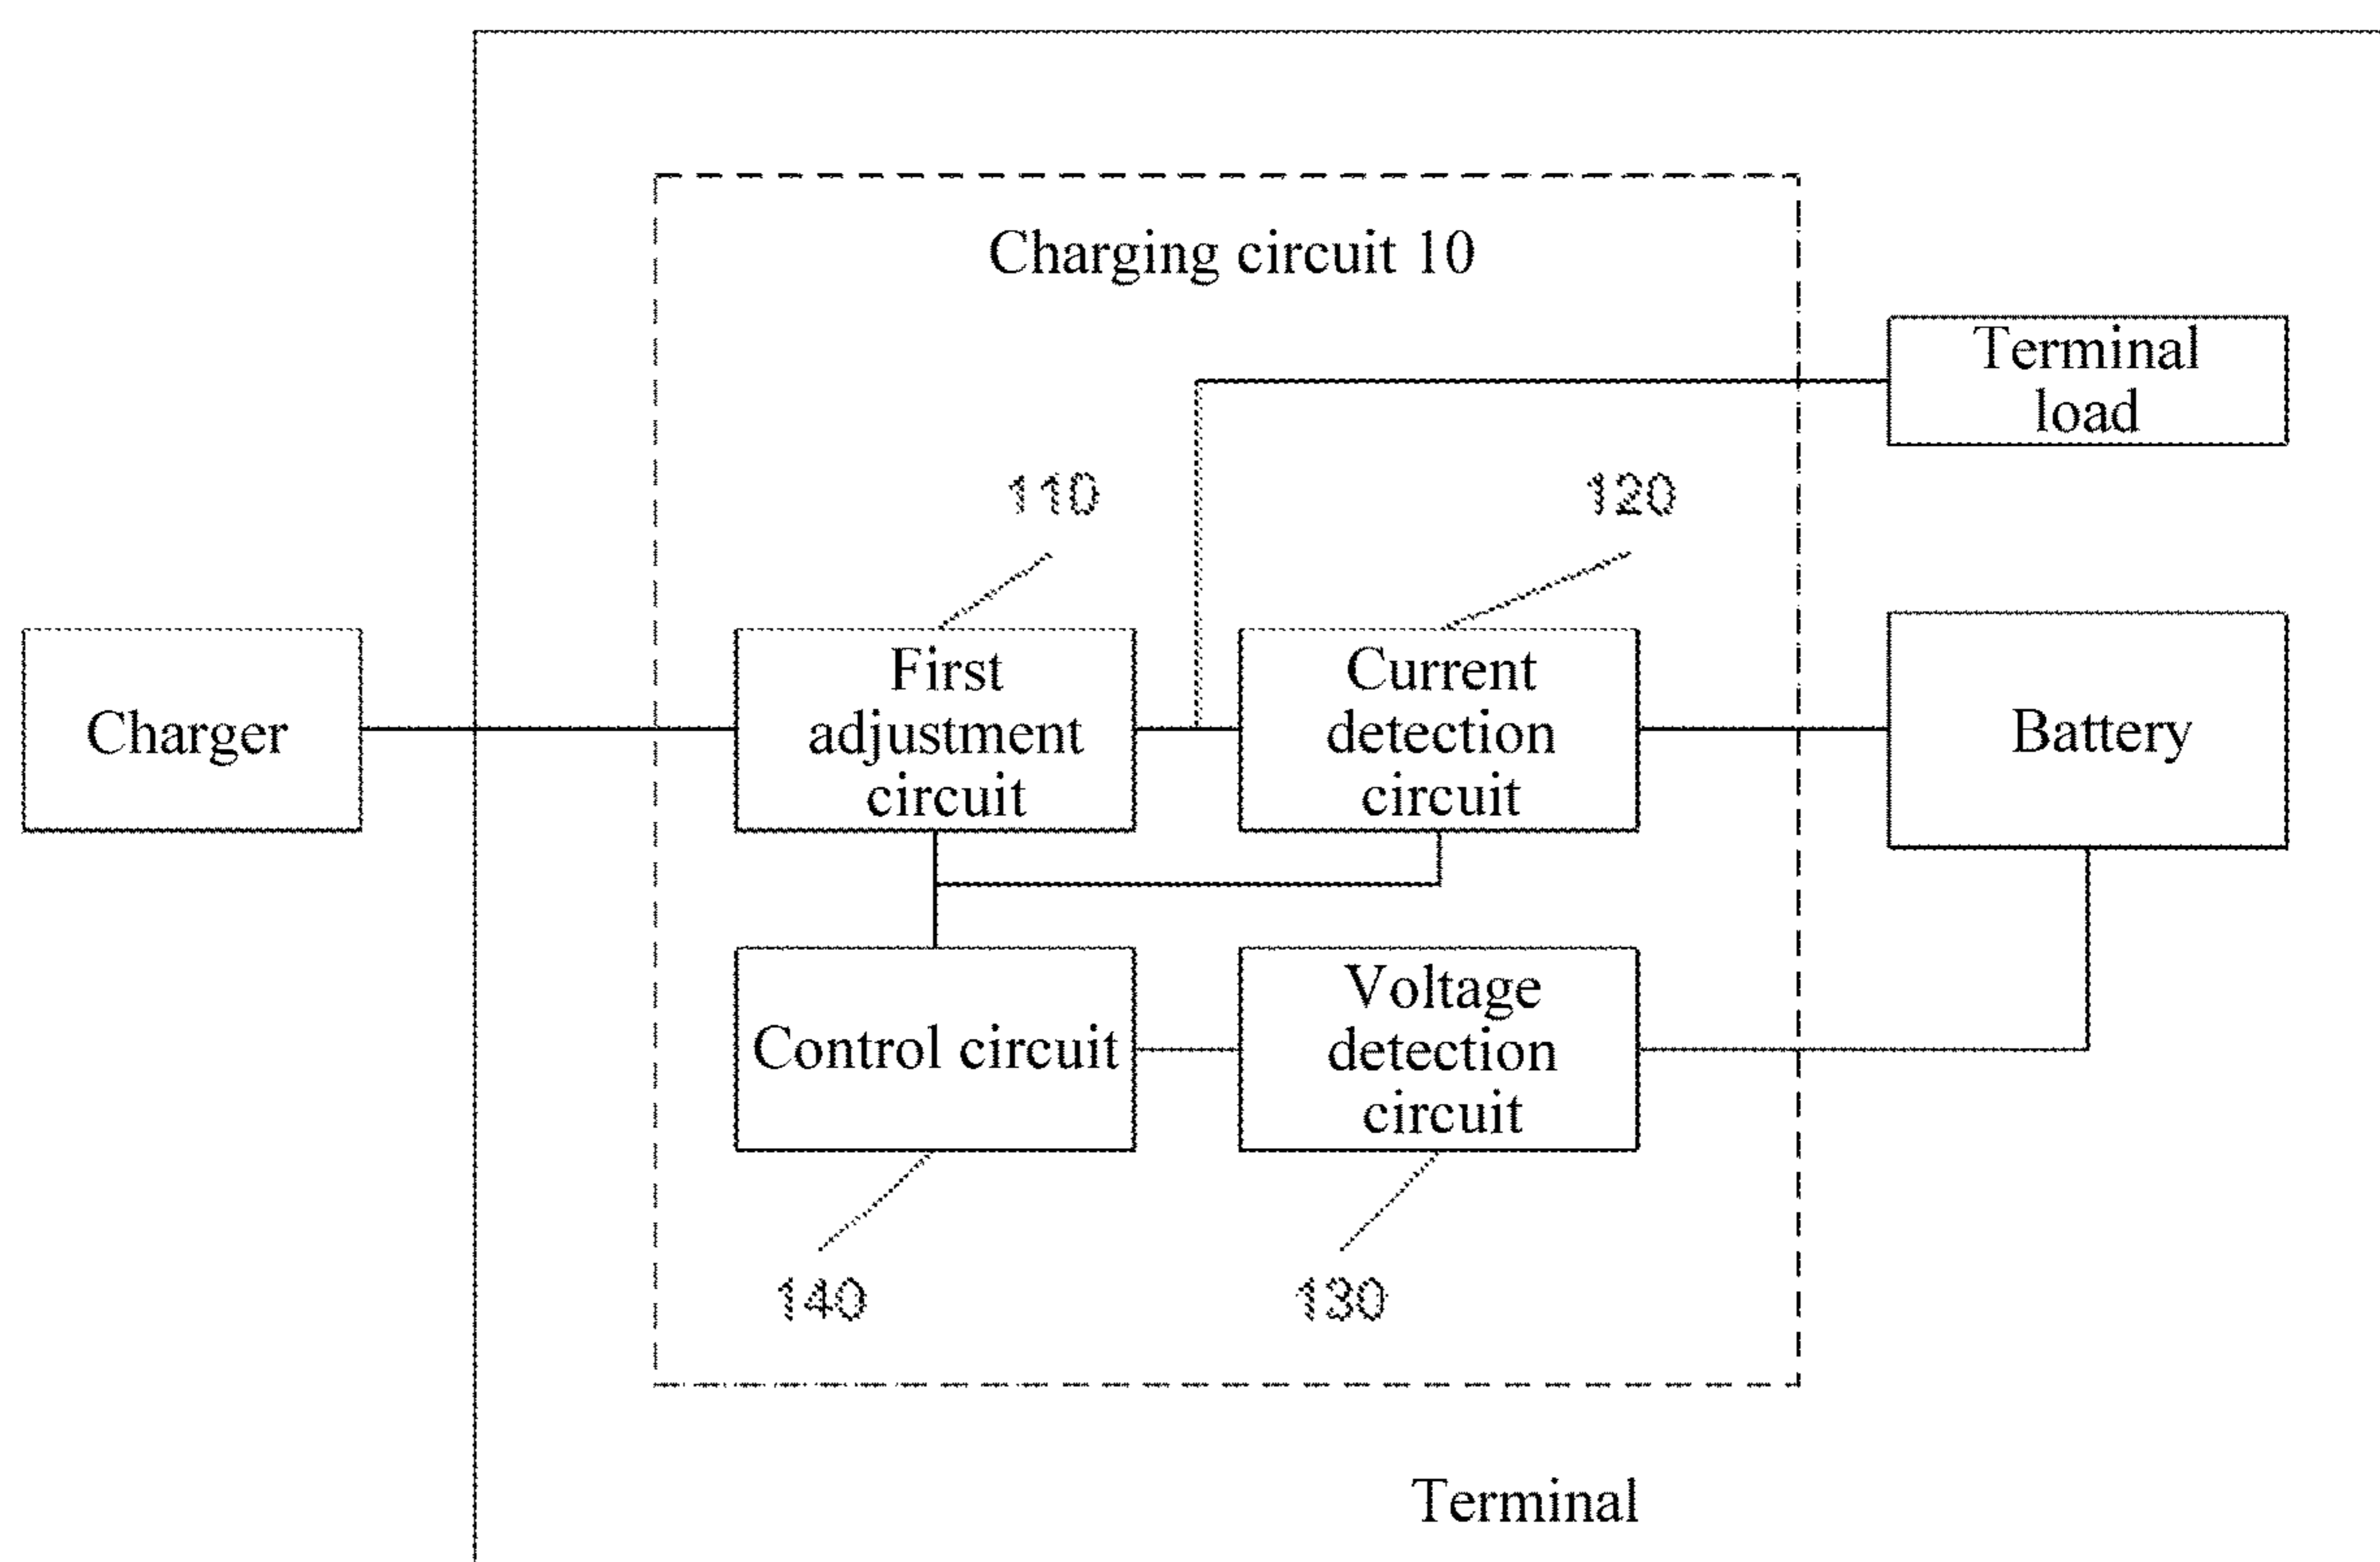 Charging circuit 10
Terminal
load
110
120
Charger
First
adjustment
circuit
Current
detection
circuit
Battery
Control circuit
Voltage
detection
circuit
140
130
Terminal